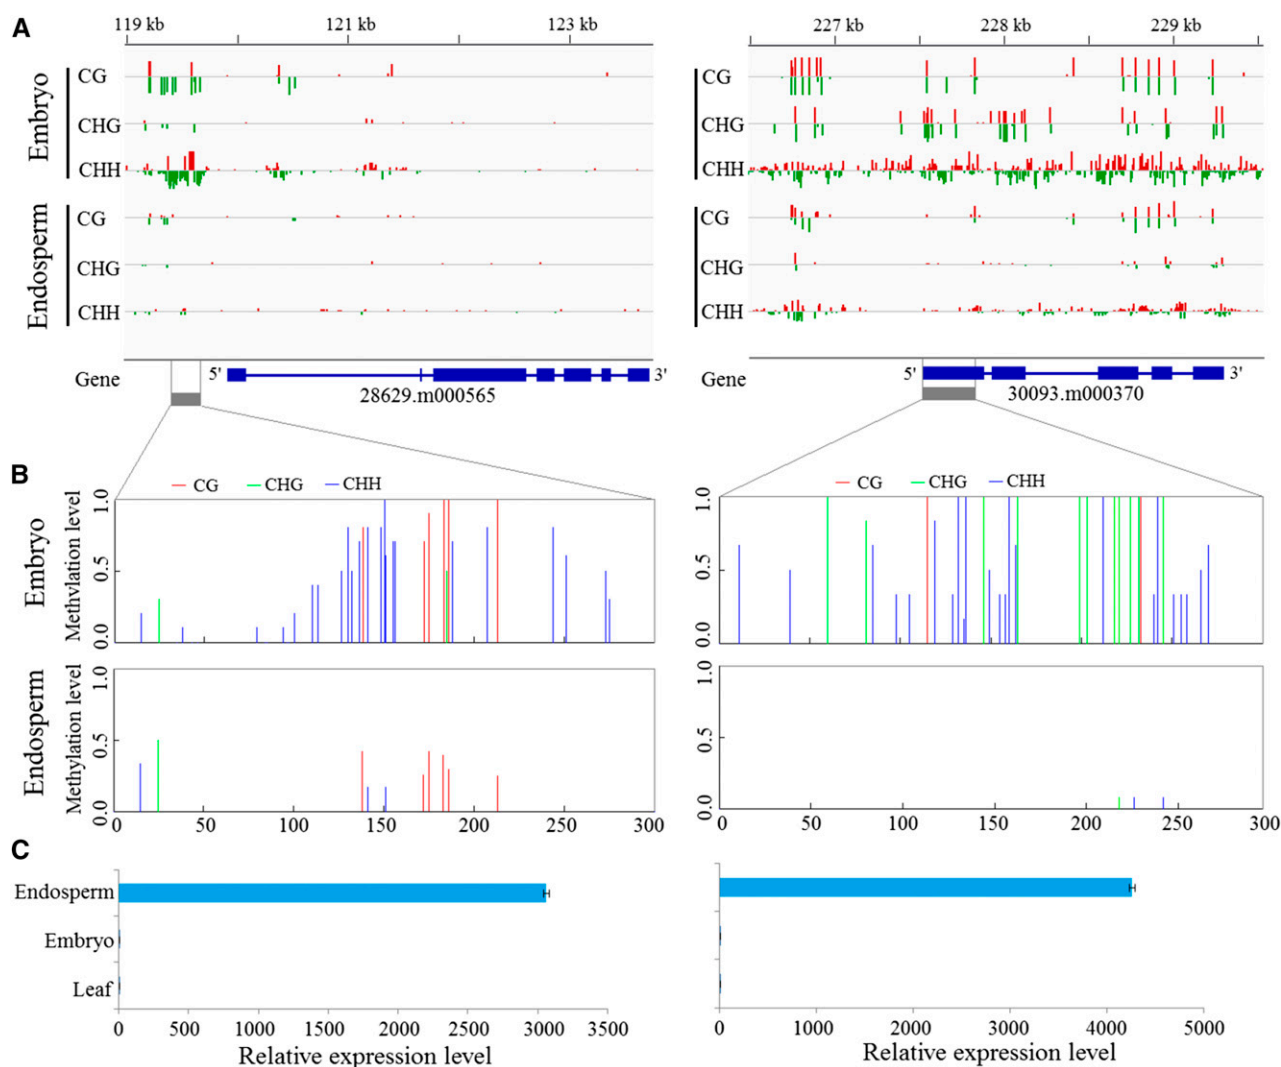 A
119 kb 121 kb 123 kb
Embryo
CG
CHG
CHH
Endosperm
CG
CHG
CHH
Gene 5' 3'
28629.m000565
227 kb 228 kb 229 kb
CG
CHG
CHH
CG
CHG
CHH
Gene 5' 3'
30093.m000370
B
CG CHG CHH
Embryo
Methylation level
1.0
0.5
0.0
Endosperm
Methylation level
1.0
0.5
0.0
0 50 100 150 200 250 300
CG CHG CHH
1.0
0.5
0.0
1.0
0.5
0.0
0 50 100 150 200 250 300
C
Endosperm
Embryo
Leaf
0 500 1000 1500 2000 2500 3000 3500
Relative expression level
0 1000 2000 3000 4000 5000
Relative expression level